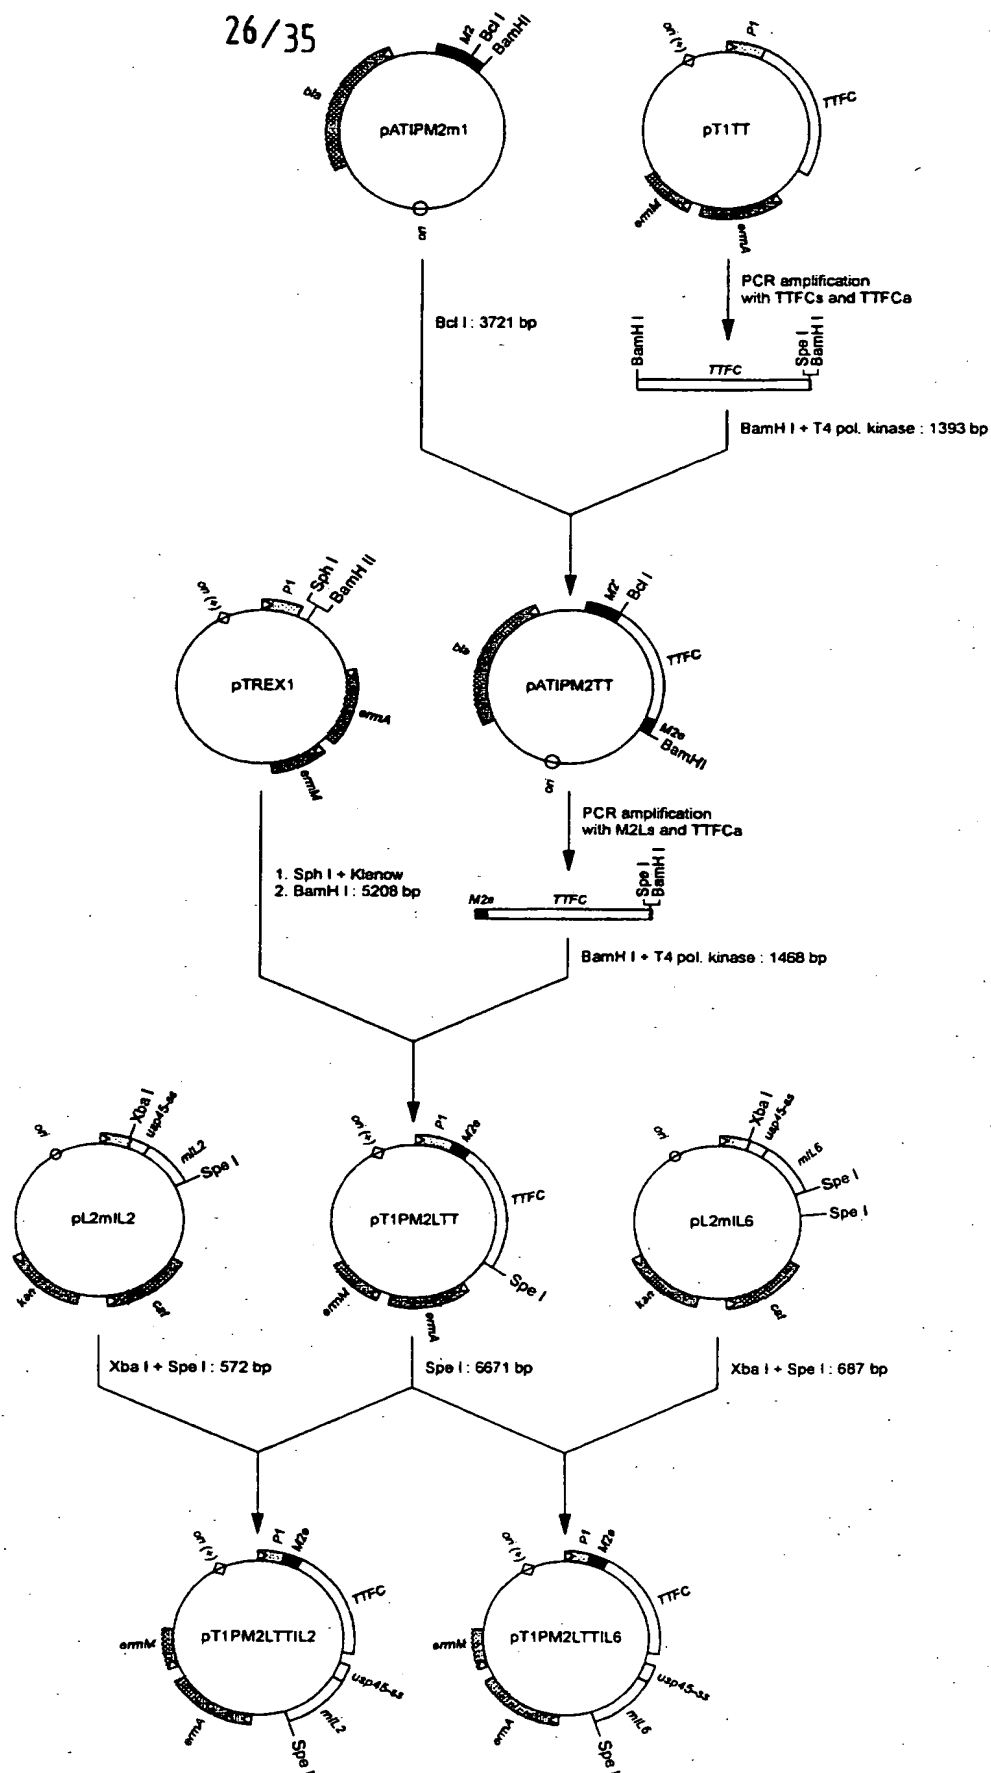 26/35
M2
Bcl I
BamHI
bla
pATIPM2m1
ori
ori (+)
P1
TTFC
pT1TT
ermM
ermA
PCR amplification
with TTFCs and TTFCa
Bcl I : 3721 bp
BamH I
TTFC
Spe I
BamH I
BamH I + T4 pol. kinase : 1393 bp
ori (+)
P1
Sph I
BamH II
pTREX1
ermA
ermM
bla
M2'
Bcl I
TTFC
pATIPM2TT
M2e
BamHI
ori
PCR amplification
with M2Ls and TTFCa
1. Sph I + Klenow
2. BamH I : 5208 bp
M2e
TTFC
Spe I
BamH I
BamH I + T4 pol. kinase : 1468 bp
ori
Xba I
usp45-ss
mIL2
Spe I
pL2mIL2
kan
cat
ori (+)
P1
M2e
TTFC
pT1PM2LTT
Spe I
ermM
ermA
ori
Xba I
usp45-ss
mIL6
Spe I
Spe I
pL2mIL6
kan
cat
Xba I + Spe I : 572 bp
Spe I : 6671 bp
Xba I + Spe I : 687 bp
ori (+)
P1
M2e
TTFC
pT1PM2LTTIL2
ermM
ermA
usp45-ss
mIL2
Spe I
ori (+)
P1
M2e
TTFC
pT1PM2LTTIL6
ermM
ermA
usp45-ss
mIL6
Spe I